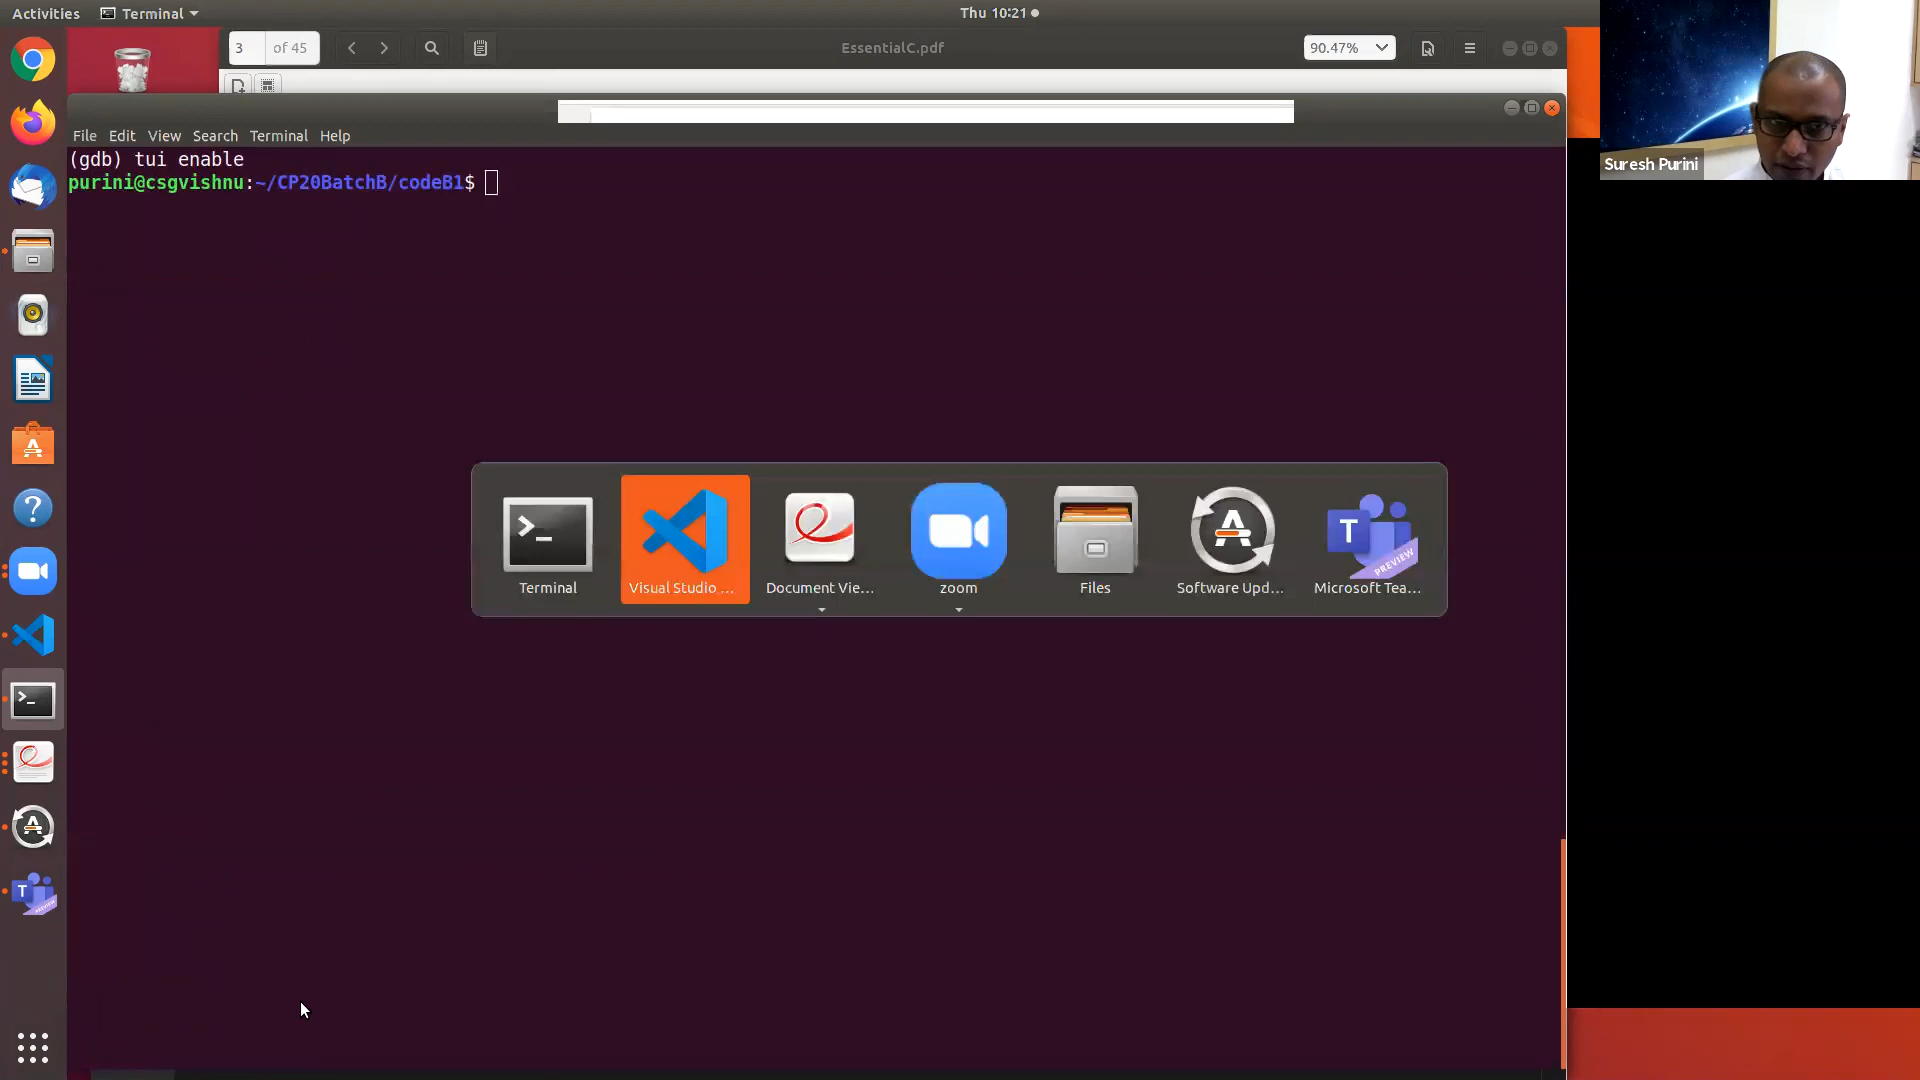 Activities
Terminal
Thu 10:21
3
of 45
EssentialC.pdf
90.47%
File Edit View Search Terminal Help
(gdb) tui enable
purini@csgvishnu:~/CP20BatchB/codeB1$
Terminal
Visual Studio ...
Document Vie...
zoom
Files
Software Upd...
Microsoft Tea...
T
PREVIEW
Suresh Purini